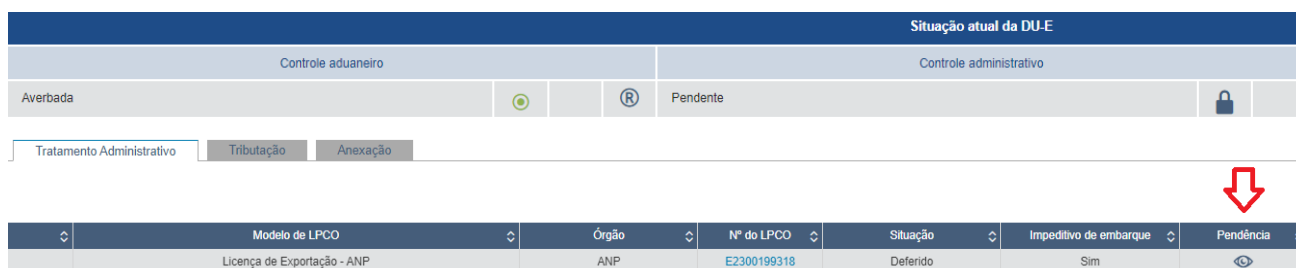 Situação atual da DU-E
Controle aduaneiro Controle administrativo
Averbada ® Pendente
Tratamento Administrativo Tributação Anexação
Modelo de LPCO Órgão Nº do LPCO Situação Impeditivo de embarque Pendência
Licença de Exportação - ANP ANP E2300199318 Deferido Sim